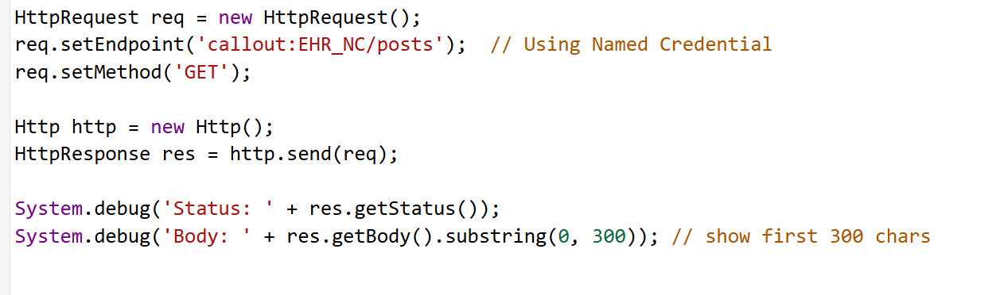 HttpRequest req = new HttpRequest();
req.setEndpoint('callout:EHR_NC/posts');  // Using Named Credential
req.setMethod('GET');

Http http = new Http();
HttpResponse res = http.send(req);

System.debug('Status: ' + res.getStatus());
System.debug('Body: ' + res.getBody().substring(0, 300)); // show first 300 chars